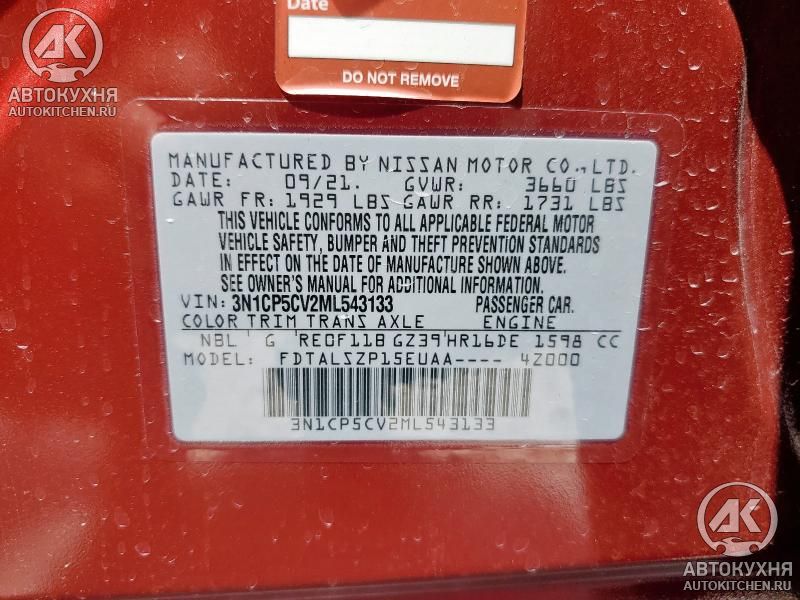 Date
DO NOT REMOVE
АК
АВТОКУХНЯ
AUTOKITCHEN.RU
MANUFACTURED BY NISSAN MOTOR CO.,LTD.
DATE: 09/21. GVWR: 3660 LBS
GAWR FR: 1929 LBS GAWR RR: 1731 LBS
THIS VEHICLE CONFORMS TO ALL APPLICABLE FEDERAL MOTOR
VEHICLE SAFETY, BUMPER AND THEFT PREVENTION STANDARDS
IN EFFECT ON THE DATE OF MANUFACTURE SHOWN ABOVE.
SEE OWNER'S MANUAL FOR ADDITIONAL INFORMATION.
VIN: 3N1CP5CV2ML543133 PASSENGER CAR.
COLOR TRIM TRANS AXLE ENGINE
NBL G RE0F11B GZ39 HR16DE 1598 CC
MODEL: FDTALSZP15EUAA---- 4Z000
3N1CP5CV2ML543133
АК
АВТОКУХНЯ
AUTOKITCHEN.RU